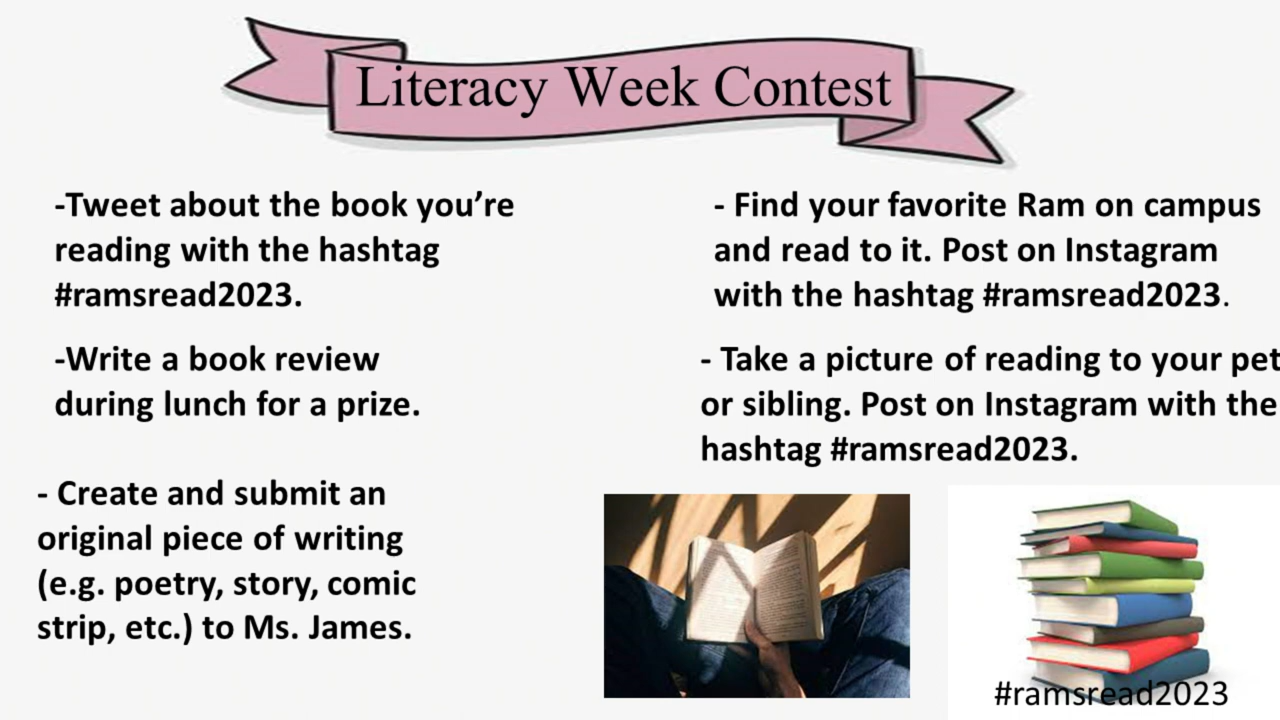 Literacy Week Contest
-Tweet about the book you’re
reading with the hashtag
#ramsread2023.
-Write a book review
during lunch for a prize.
- Create and submit an
original piece of writing
(e.g. poetry, story, comic
strip, etc.) to Ms. James.
- Find your favorite Ram on campus
and read to it. Post on Instagram
with the hashtag #ramsread2023.
- Take a picture of reading to your pet
or sibling. Post on Instagram with the
hashtag #ramsread2023.
#ramsread2023